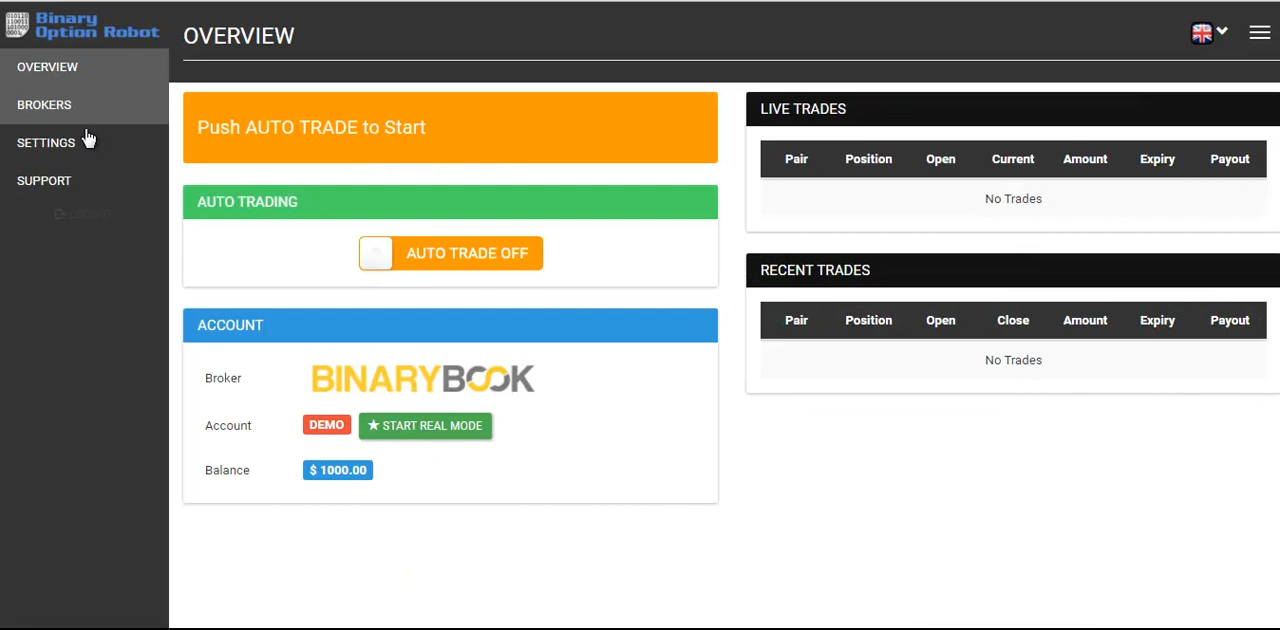 Binary
Option Robot
OVERVIEW
OVERVIEW
BROKERS
SETTINGS
SUPPORT
Push AUTO TRADE to Start
AUTO TRADING
AUTO TRADE OFF
ACCOUNT
Broker BINARYBOOK
Account DEMO ★ START REAL MODE
Balance $ 1000.00
LIVE TRADES
Pair Position Open Current Amount Expiry Payout
No Trades
RECENT TRADES
Pair Position Open Close Amount Expiry Payout
No Trades